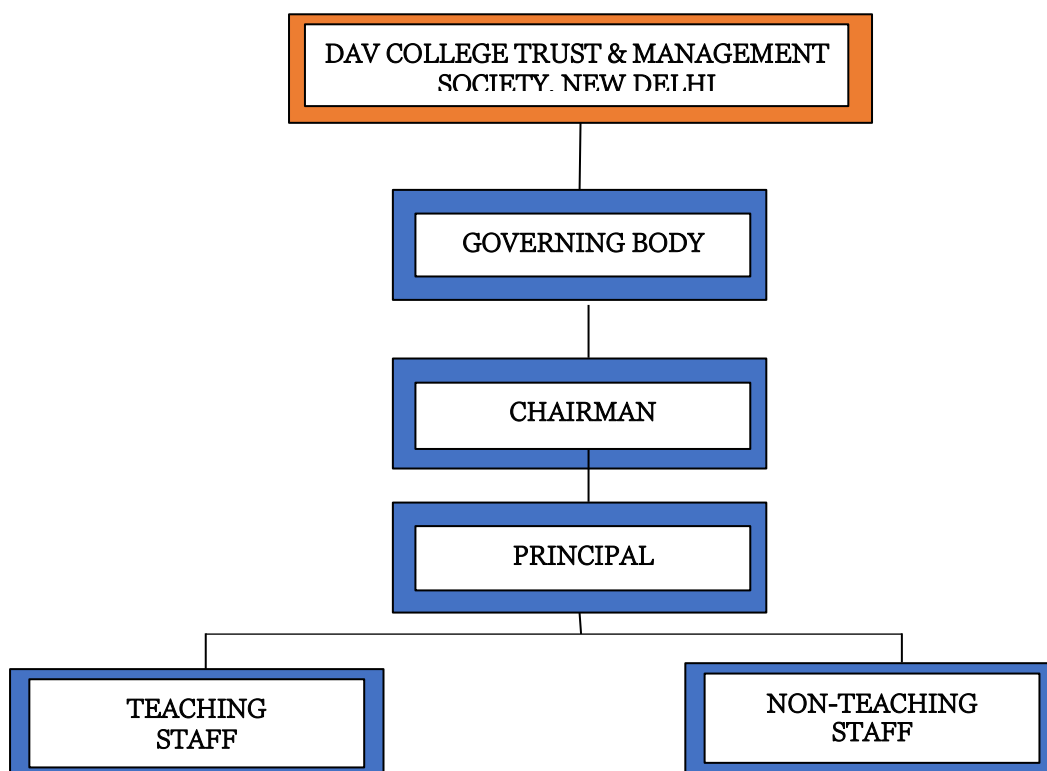 DAV COLLEGE TRUST & MANAGEMENT
SOCIETY, NEW DELHI
GOVERNING BODY
CHAIRMAN
PRINCIPAL
TEACHING
STAFF
NON-TEACHING
STAFF